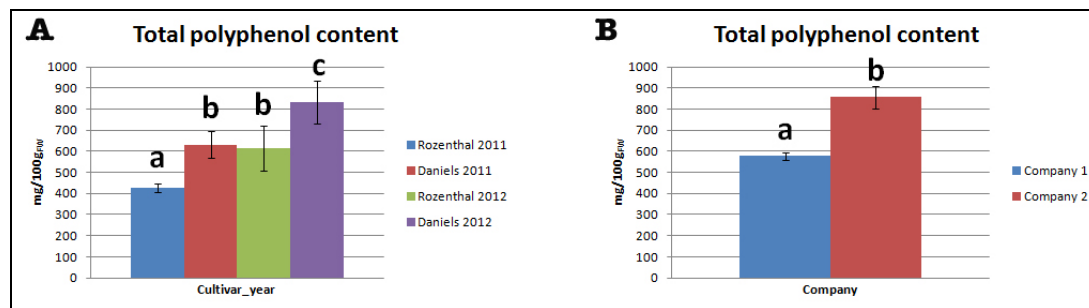 A
Total polyphenol content
1000
900
800
700
600
500
400
300
200
100
0
mg/100gFW
a
b
b
c
Cultivar_year
Rozenthal 2011
Daniels 2011
Rozenthal 2012
Daniels 2012
B
Total polyphenol content
1000
900
800
700
600
500
400
300
200
100
0
mg/100gFW
a
b
Company
Company 1
Company 2